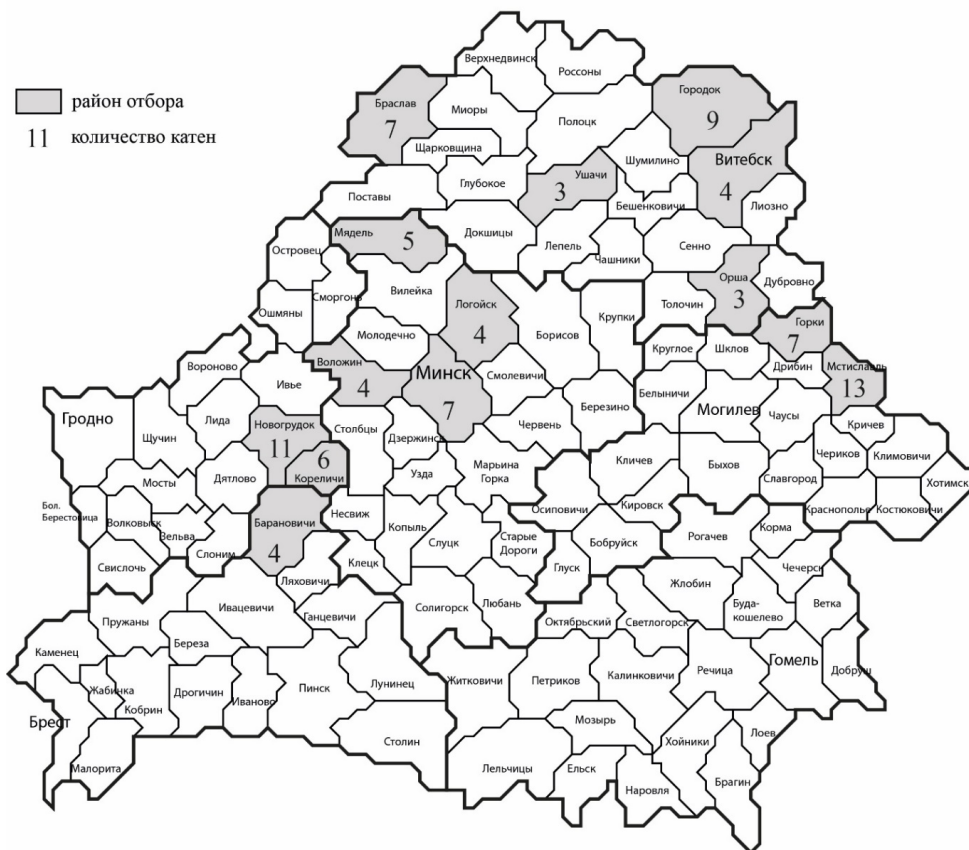 район отбора
11 количество катен
Верхнедвинск
Россоны
Браслав
7
Миоры
Полоцк
Городок
9
Щарковщина
Шумилино
Витебск
4
Глубокое
Ушачи
3
Бешенковичи
Лиозно
Поставы
Мядель
5
Докшицы
Лепель
Чашники
Сенно
Островец
Сморгонь
Вилейка
Логойск
4
Орша
3
Дубровно
Толочин
Ошмяны
Молодечно
Борисов
Крупки
Горки
7
Вороново
Ивье
Воложин
4
Минск
7
Смолевичи
Круглое
Шклов
Дрибин
Мстиславль
13
Гродно
Лида
Щучин
Новогрудок
11
6
Кореличи
Столбцы
Дзержинск
Червень
Березино
Белыничи
Могилев
Чаусы
Кричев
Мосты
Дятлово
Узда
Марьина
Горка
Кличев
Быхов
Славгород
Чериков
Климовичи
Хотимск
Бол.
Берестовица
Волковыск
Зельва
Слоним
Барановичи
4
Несвиж
Копыль
Слуцк
Старые
Дороги
Осиповичи
Кировск
Краснополье
Костюковичи
Свислочь
Ляховичи
Клецк
Бобруйск
Рогачев
Корма
Глуск
Чечерск
Пружаны
Ивацевичи
Ганцевичи
Солигорск
Любань
Октябрьский
Светлогорск
Жлобин
Буда-
кошелево
Ветка
Каменец
Береза
Жабинка
Кобрин
Дрогичин
Иваново
Пинск
Лунинец
Житковичи
Петриков
Калинковичи
Речица
Гомель
Добруш
Брест
Малорита
Столин
Мозырь
Лельчицы
Ельск
Наровля
Хойники
Лоев
Брагин